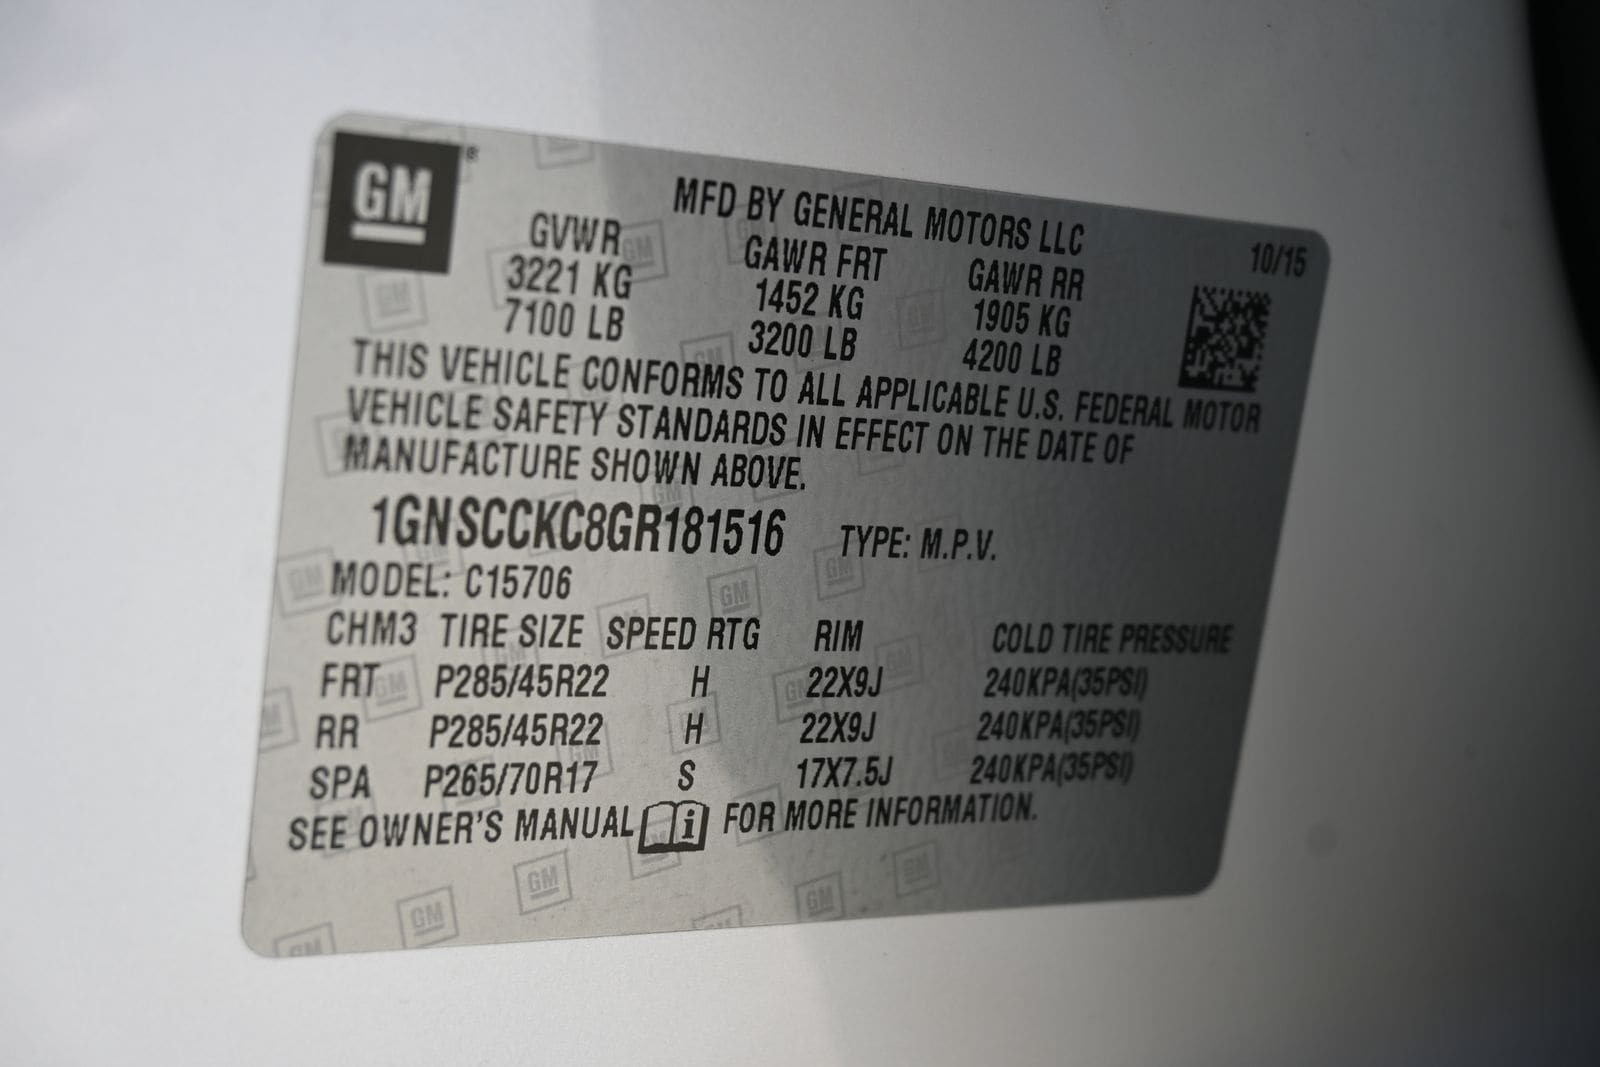 GM®
MFD BY GENERAL MOTORS LLC
10/15
GVWR GAWR FRT GAWR RR
3221 KG 1452 KG 1905 KG
7100 LB 3200 LB 4200 LB
THIS VEHICLE CONFORMS TO ALL APPLICABLE U.S. FEDERAL MOTOR
VEHICLE SAFETY STANDARDS IN EFFECT ON THE DATE OF
MANUFACTURE SHOWN ABOVE.
1GNSCCKC8GR181516 TYPE: M.P.V.
MODEL: C15706
CHM3 TIRE SIZE SPEED RTG RIM COLD TIRE PRESSURE
FRT P285/45R22 H 22X9J 240KPA(35PSI)
RR P285/45R22 H 22X9J 240KPA(35PSI)
SPA P265/70R17 S 17X7.5J 240KPA(35PSI)
SEE OWNER'S MANUAL i FOR MORE INFORMATION.